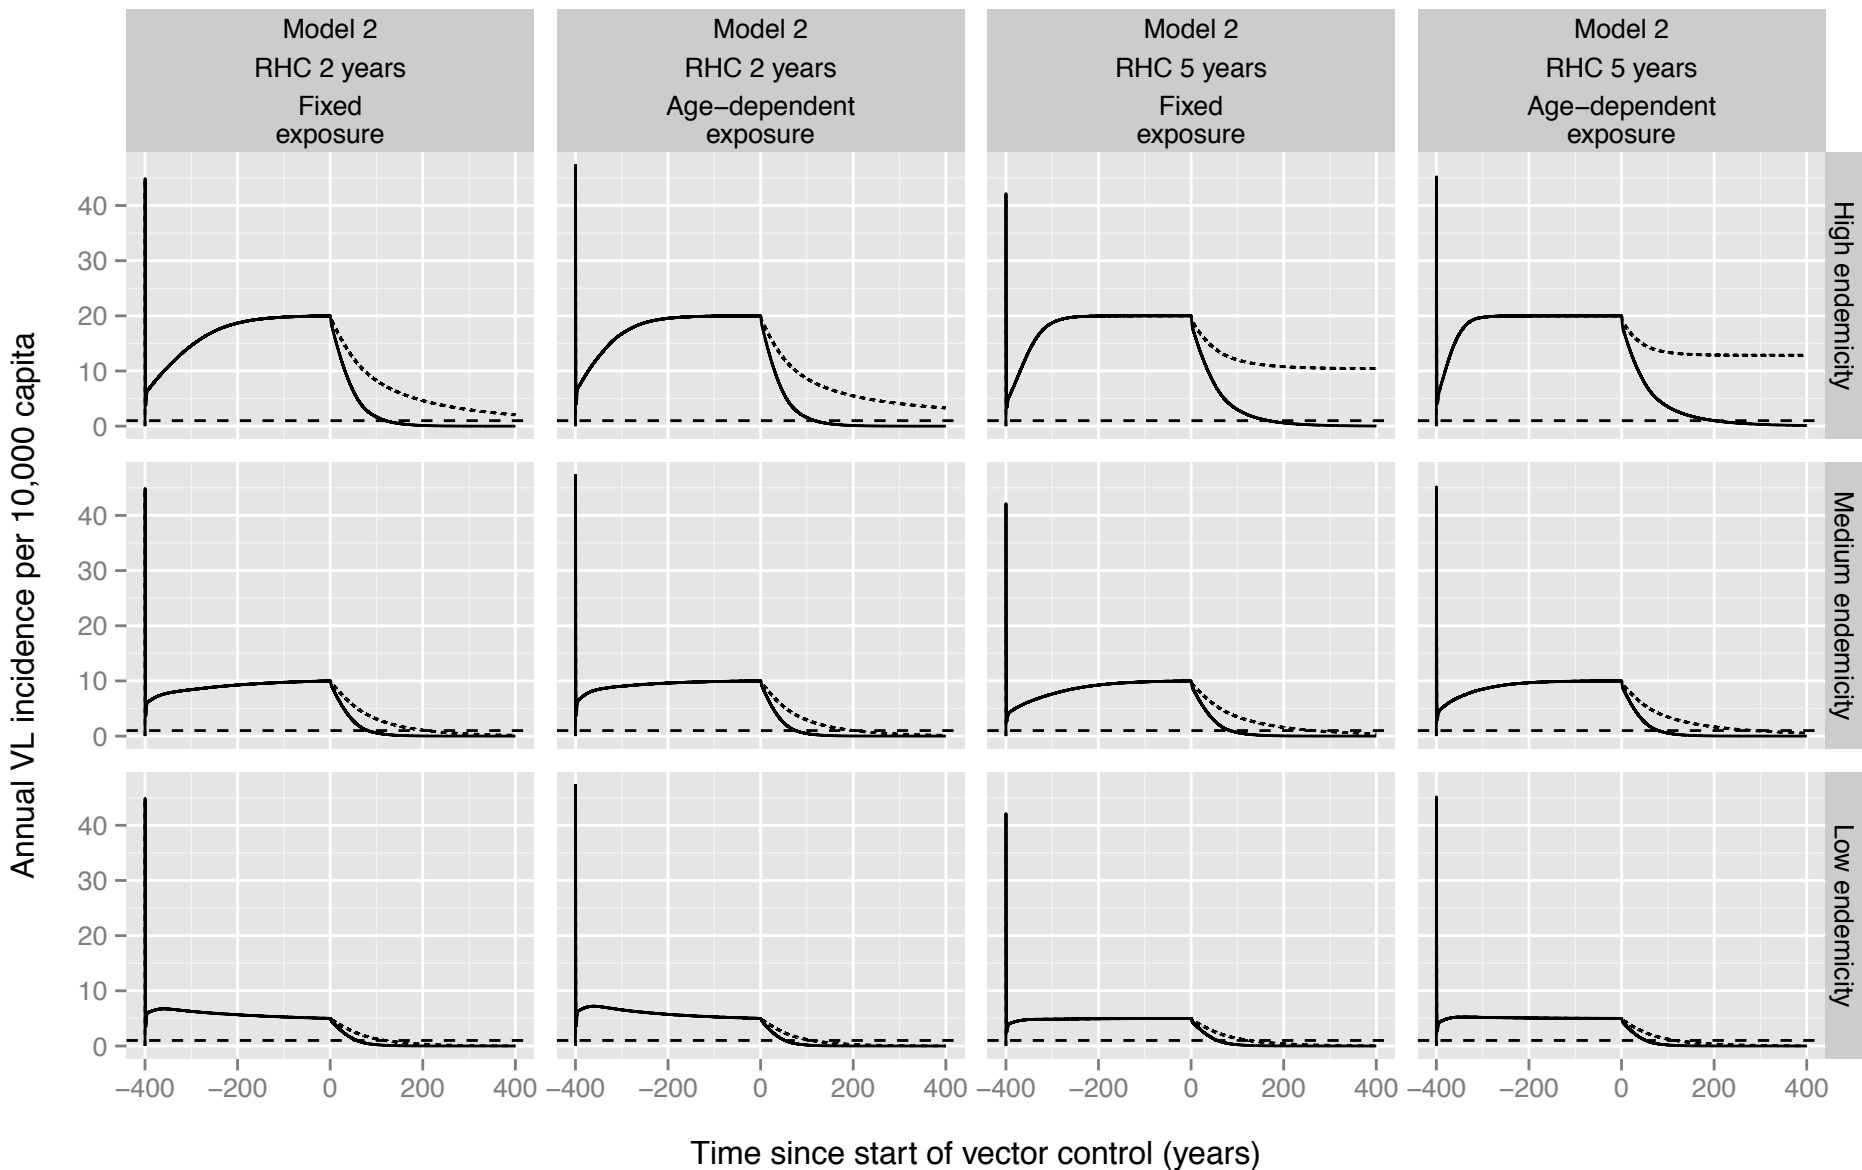 Model 2
RHC 2 years
Fixed
exposure
Model 2
RHC 2 years
Age−dependent
exposure
Model 2
RHC 5 years
Fixed
exposure
Model 2
RHC 5 years
Age−dependent
exposure
Annual VL incidence per 10,000 capita
40
30
20
10
0
High endemicity
40
30
20
10
0
Medium endemicity
40
30
20
10
0
Low endemicity
−400 −200 0 200 400
−400 −200 0 200 400
−400 −200 0 200 400
−400 −200 0 200 400
Time since start of vector control (years)